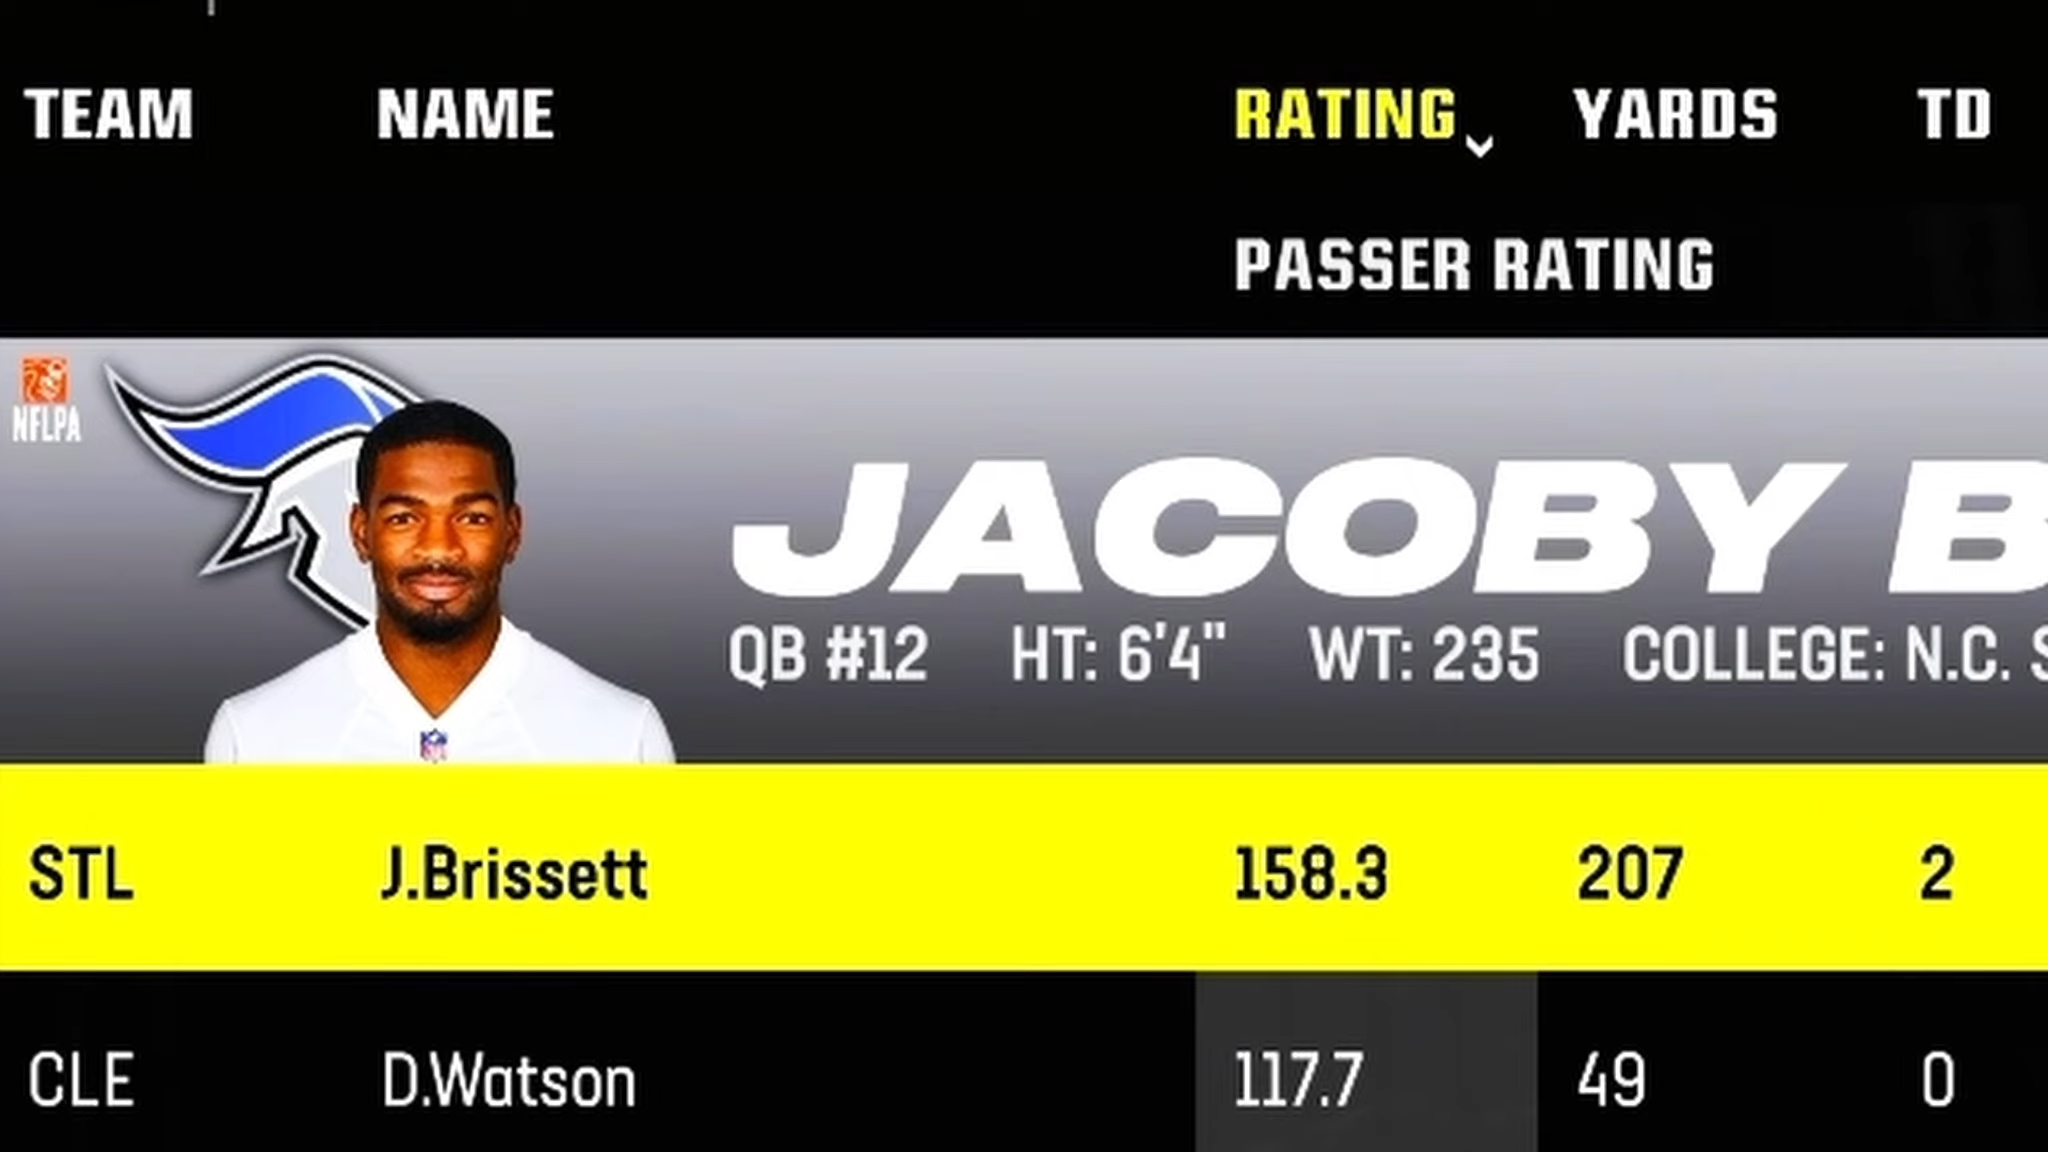 TEAM NAME RATING YARDS TD
PASSER RATING
NFLPA
JACOBY B
QB #12 HT: 6'4" WT: 235 COLLEGE: N.C. S
STL J.Brissett 158.3 207 2
CLE D.Watson 117.7 49 0